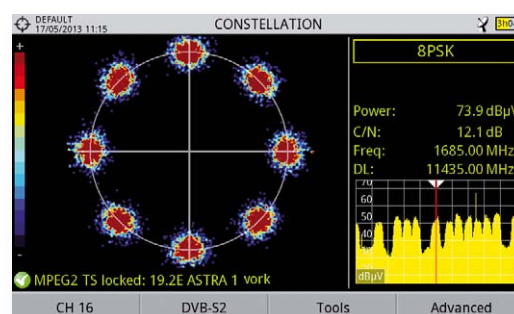 DEFAULT
17/05/2013 11:15
CONSTELLATION
3h0
+
8PSK
Power: 73.9 dBµV
C/N: 12.1 dB
Freq: 1685.00 MHz
DL: 11435.00 MHz
70
60
50
40
30
dBµV
-
MPEG2 TS locked: 19.2E ASTRA 1 vork
CH 16 DVB-S2 Tools Advanced